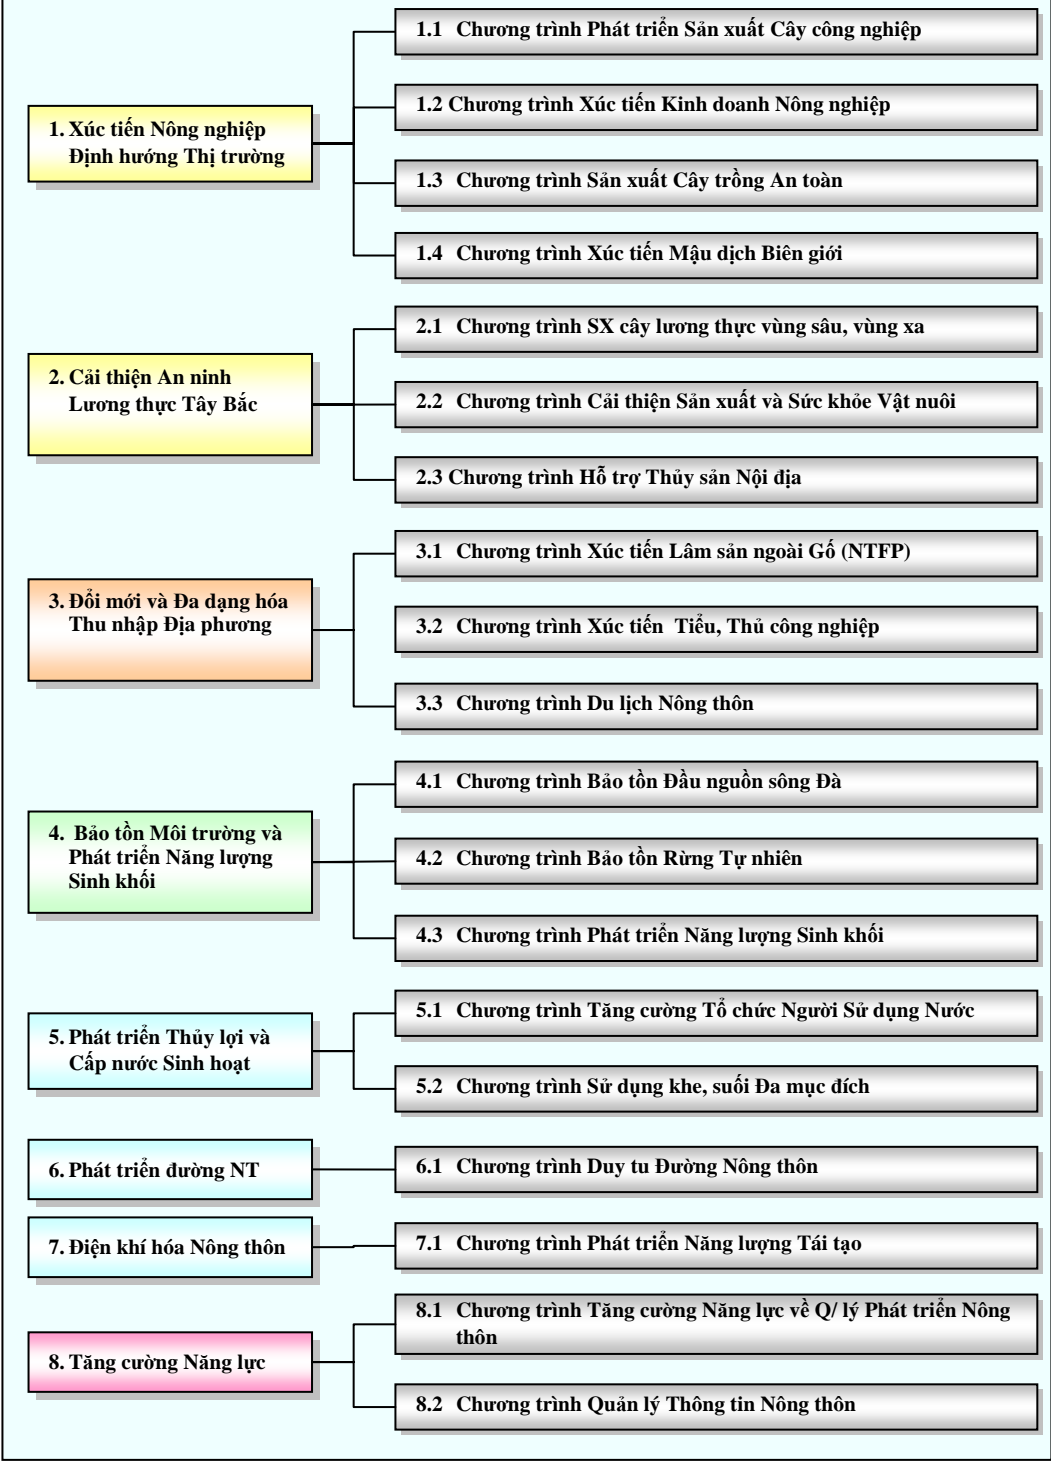 1. Xúc tiến Nông nghiệp
Định hướng Thị trường
1.1 Chương trình Phát triển Sản xuất Cây công nghiệp
1.2 Chương trình Xúc tiến Kinh doanh Nông nghiệp
1.3 Chương trình Sản xuất Cây trồng An toàn
1.4 Chương trình Xúc tiến Mậu dịch Biên giới
2. Cải thiện An ninh
Lương thực Tây Bắc
2.1 Chương trình SX cây lương thực vùng sâu, vùng xa
2.2 Chương trình Cải thiện Sản xuất và Sức khỏe Vật nuôi
2.3 Chương trình Hỗ trợ Thủy sản Nội địa
3. Đổi mới và Đa dạng hóa
Thu nhập Địa phương
3.1 Chương trình Xúc tiến Lâm sản ngoài Gố (NTFP)
3.2 Chương trình Xúc tiến Tiểu, Thủ công nghiệp
3.3 Chương trình Du lịch Nông thôn
4. Bảo tồn Môi trường và
Phát triển Năng lượng
Sinh khối
4.1 Chương trình Bảo tồn Đầu nguồn sông Đà
4.2 Chương trình Bảo tồn Rừng Tự nhiên
4.3 Chương trình Phát triển Năng lượng Sinh khối
5. Phát triển Thủy lợi và
Cấp nước Sinh hoạt
5.1 Chương trình Tăng cường Tổ chức Người Sử dụng Nước
5.2 Chương trình Sử dụng khe, suối Đa mục đích
6. Phát triển đường NT
6.1 Chương trình Duy tu Đường Nông thôn
7. Điện khí hóa Nông thôn
7.1 Chương trình Phát triển Năng lượng Tái tạo
8. Tăng cường Năng lực
8.1 Chương trình Tăng cường Năng lực về Q/ lý Phát triển Nông
thôn
8.2 Chương trình Quản lý Thông tin Nông thôn